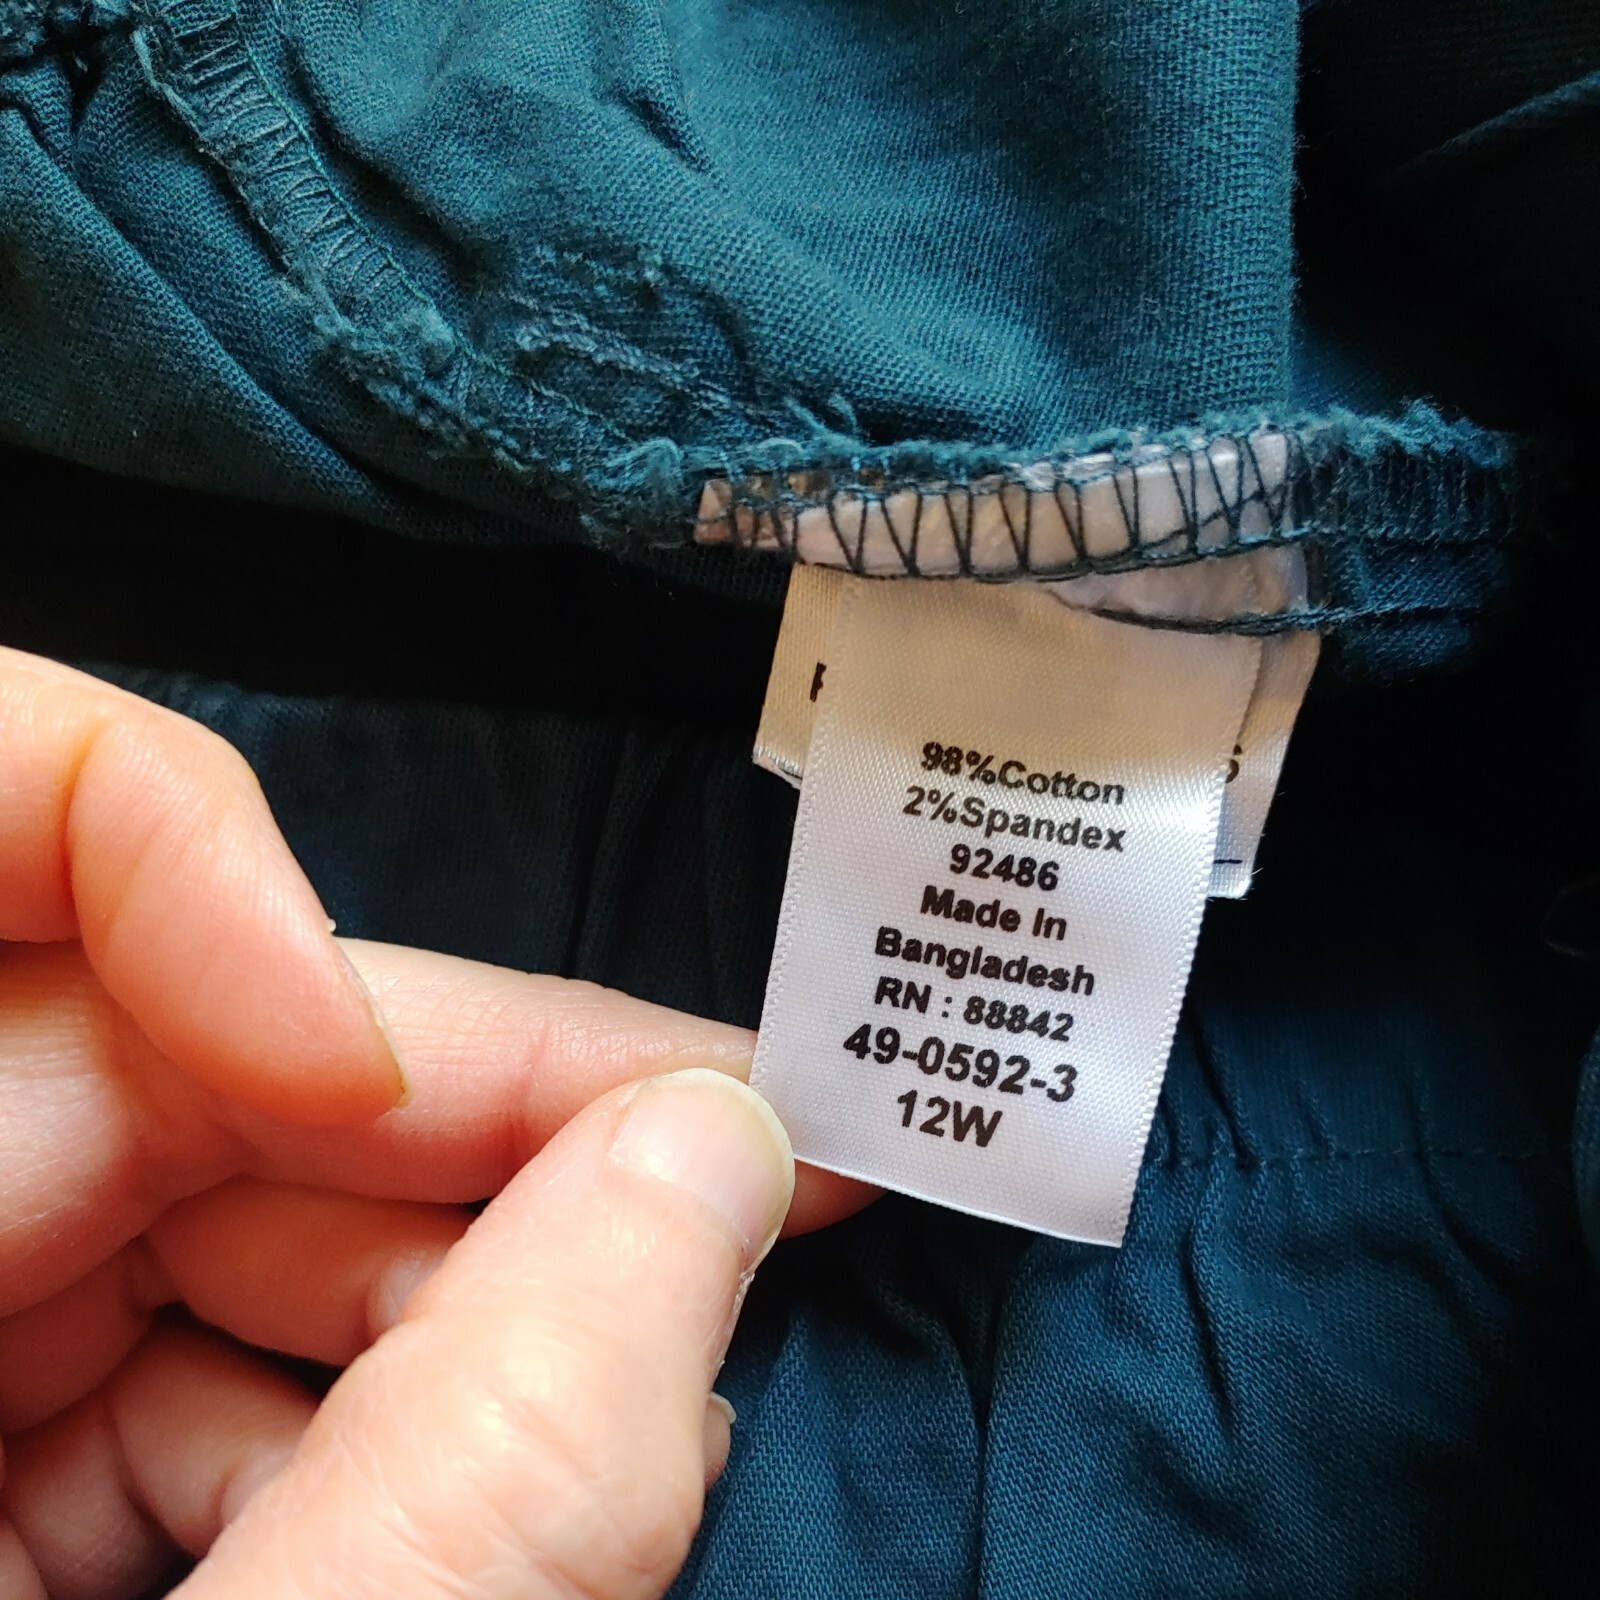 98%Cotton
2%Spandex
92486
Made In
Bangladesh
RN : 88842
49-0592-3
12W